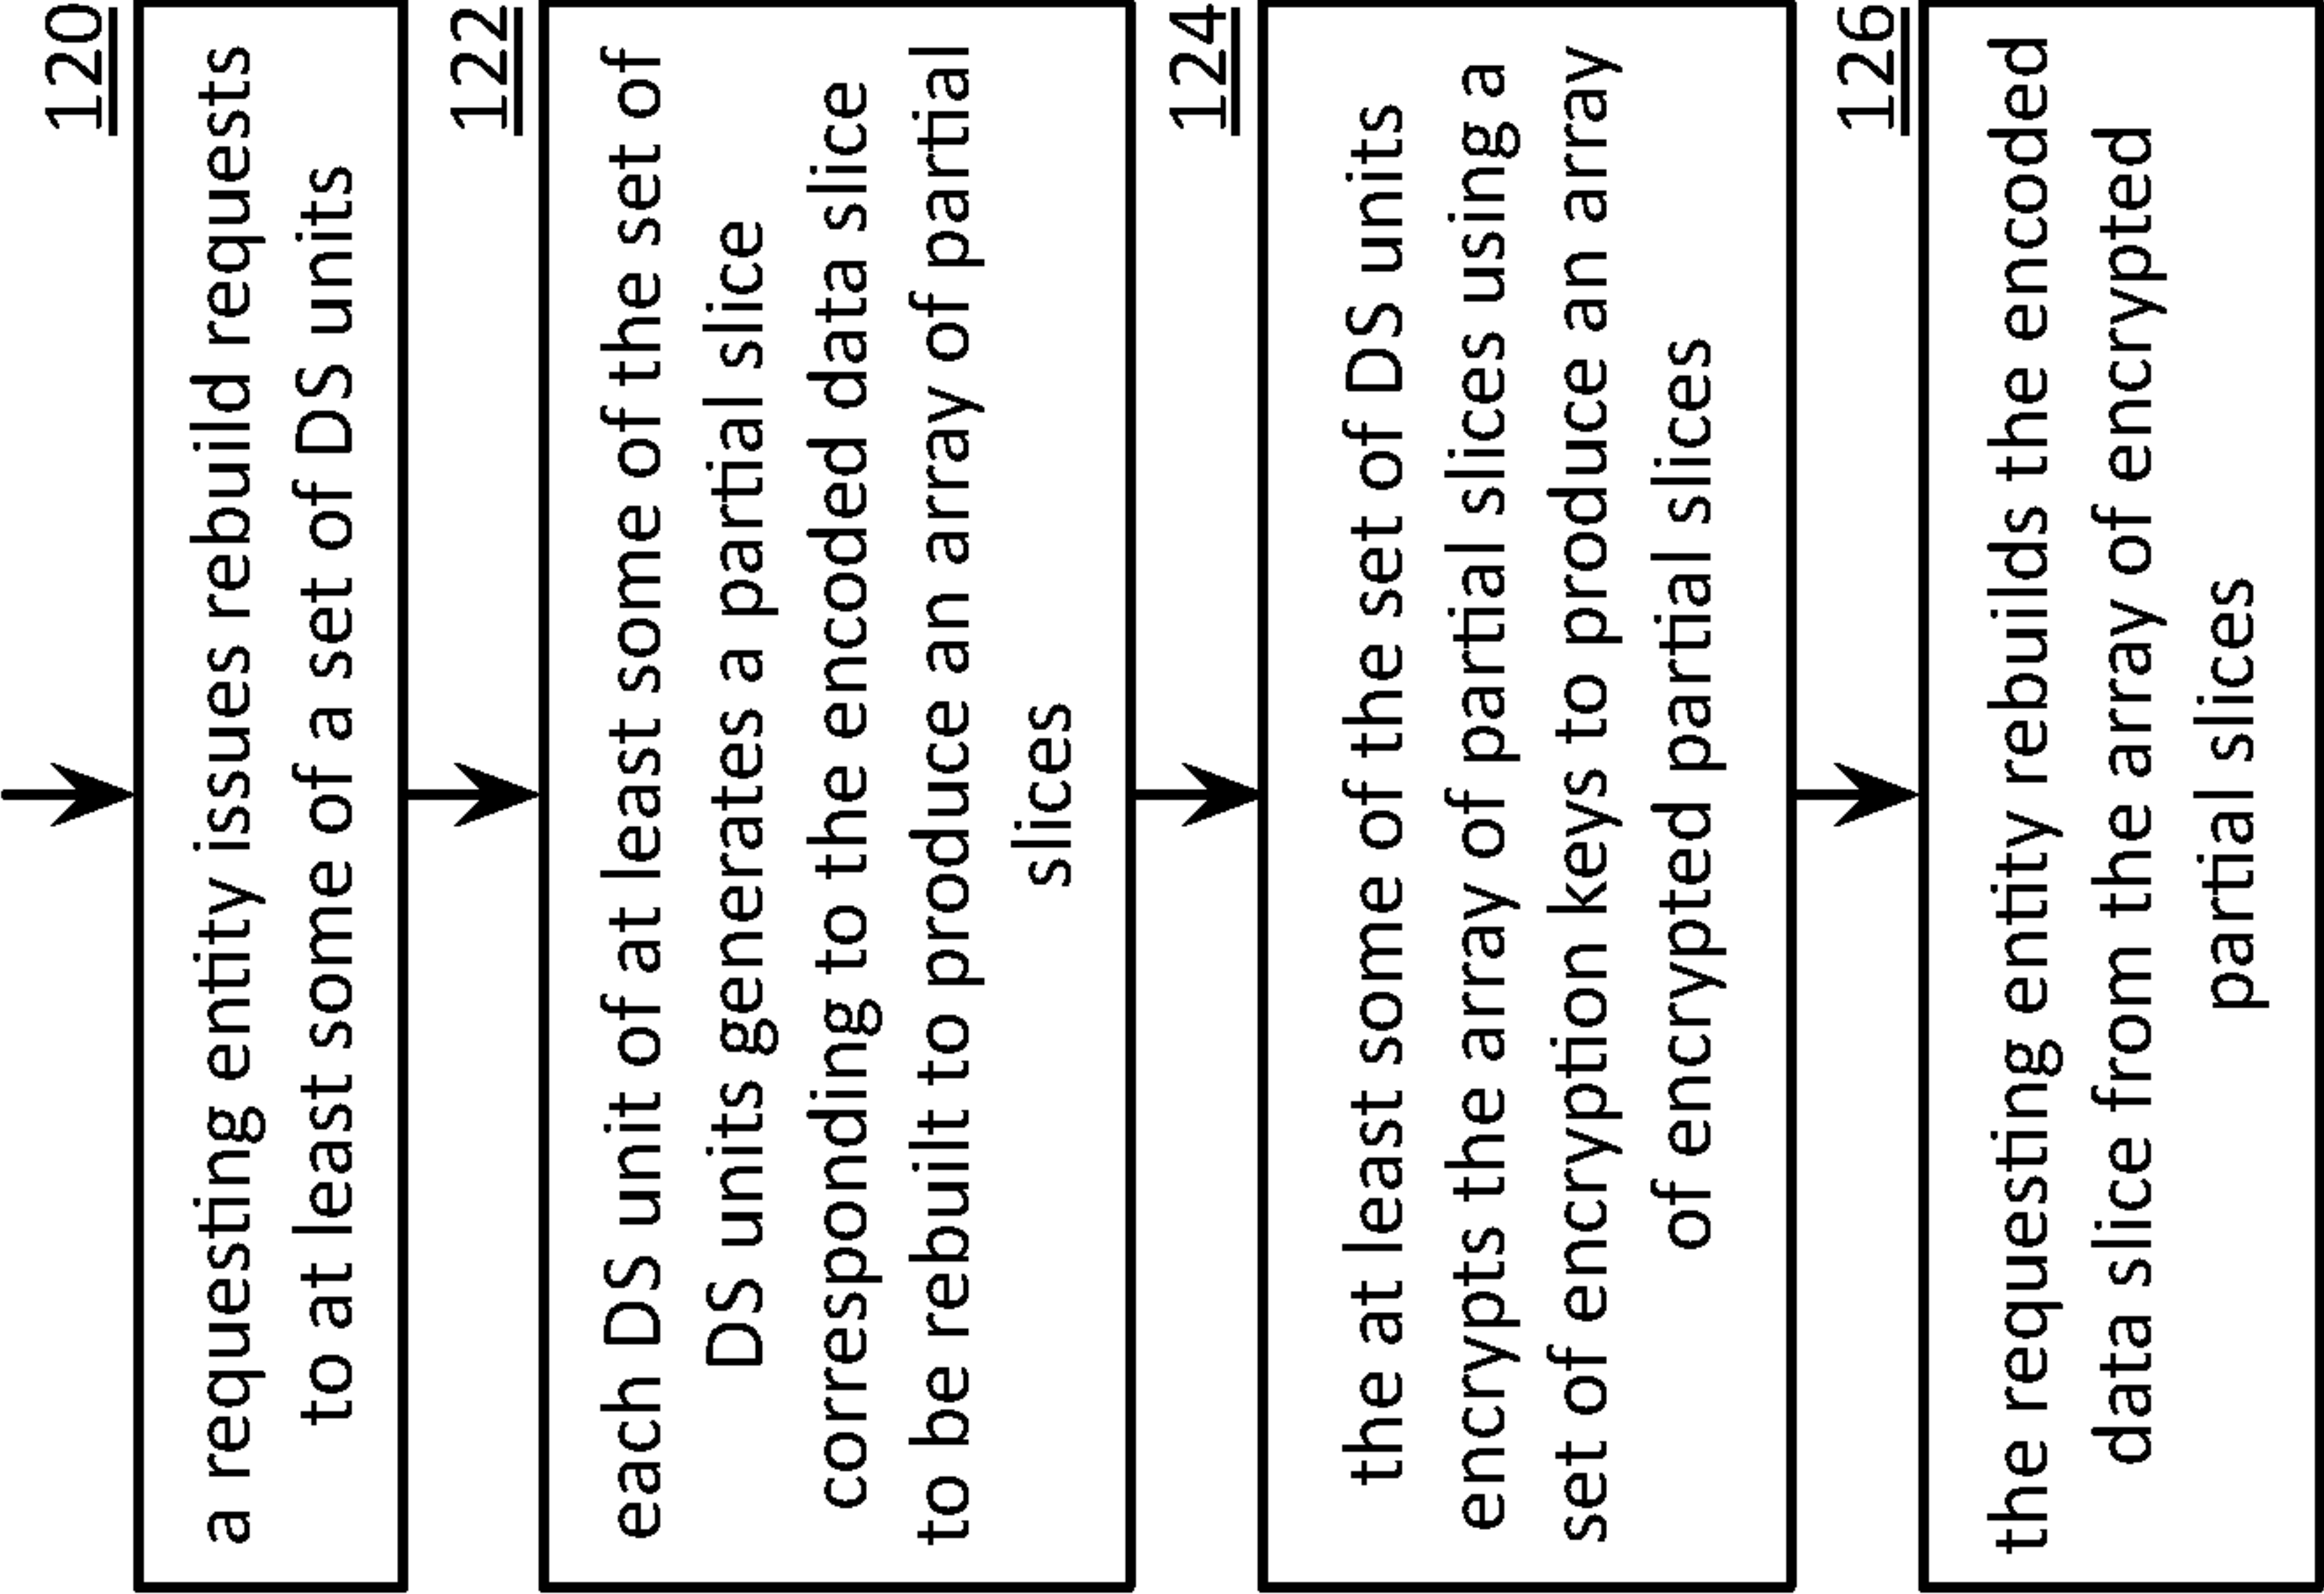 120
a requesting entity issues rebuild requests
to at least some of a set of DS units
122
each DS unit of at least some of the set of
DS units generates a partial slice
corresponding to the encoded data slice
to be rebuilt to produce an array of partial
slices
124
the at least some of the set of DS units
encrypts the array of partial slices using a
set of encryption keys to produce an array
of encrypted partial slices
126
the requesting entity rebuilds the encoded
data slice from the array of encrypted
partial slices